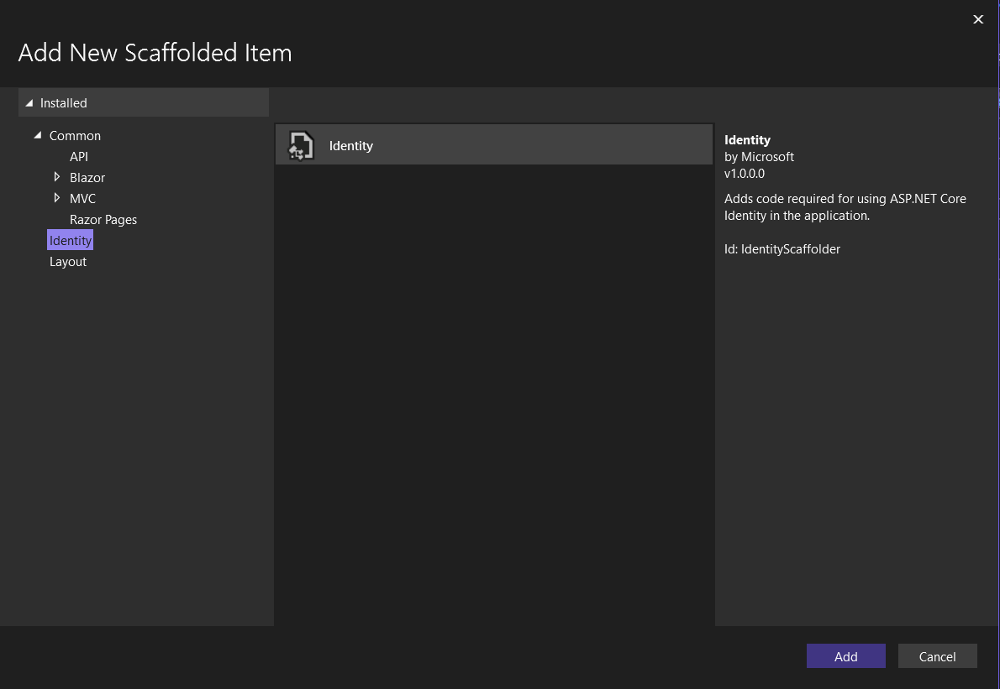 Add New Scaffolded Item
Installed
Common
API
Blazor
MVC
Razor Pages
Identity
Layout
Identity
Identity
by Microsoft
v1.0.0.0
Adds code required for using ASP.NET Core
Identity in the application.
Id: IdentityScaffolder
Add
Cancel